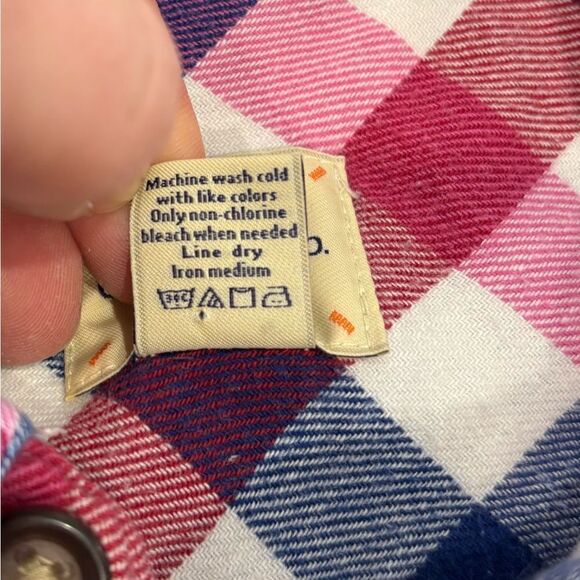 Machine wash cold
with like colors
Only non-chlorine
bleach when needed
Line dry
Iron medium